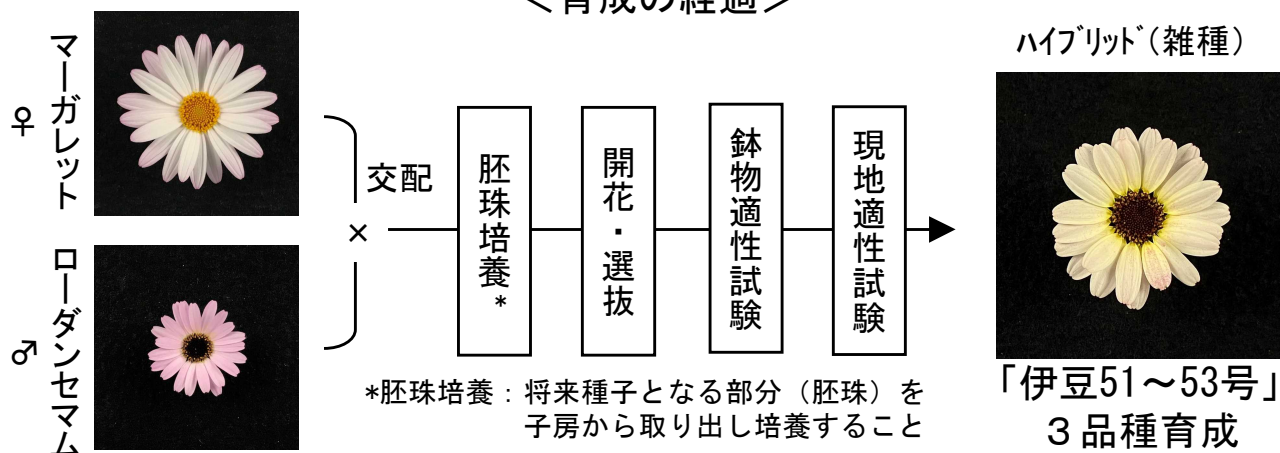 ＜育成の経過＞
♀ マーガレット
♂ ローダンセマム
×
交配
胚珠培養*
開花・選抜
鉢物適性試験
現地適性試験
*胚珠培養：将来種子となる部分（胚珠）を
子房から取り出し培養すること
ﾊｲﾌﾞﾘｯﾄﾞ（雑種）
「伊豆51～53号」
３品種育成